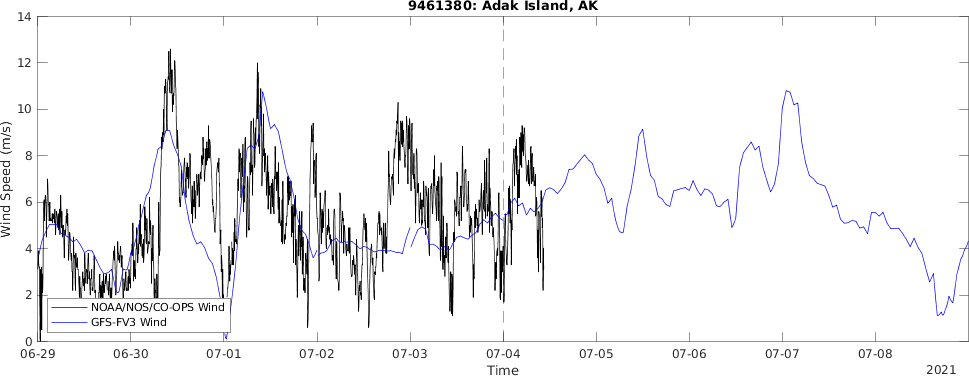 9461380: Adak Island, AK
14
12
10
8
6
4
2
0
Wind Speed (m/s)
NOAA/NOS/CO-OPS Wind
GFS-FV3 Wind
06-29 06-30 07-01 07-02 07-03 07-04 07-05 07-06 07-07 07-08
Time
2021